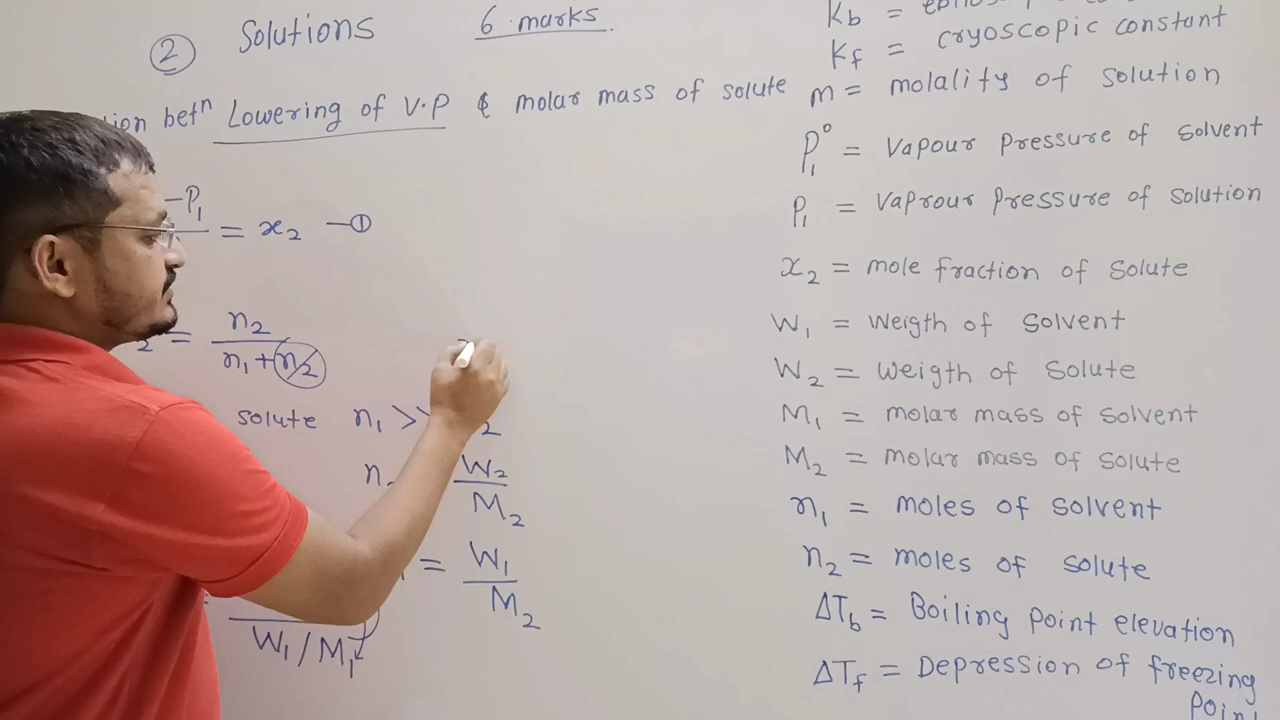 ② Solutions 6 marks
betⁿ Lowering of V.P & molar mass of solute
-P₁ = x₂ —①
₂ = n₂ / n₁+n₂
solute n₁ >> ₂
n W₂ / M₂
= W₁ / M₂
W₁ / M₁
Kb =
Kf = cryoscopic constant
m = molality of solution
P₁⁰ = Vapour Pressure of Solvent
P₁ = Vaprour Pressure of Solution
x₂ = mole fraction of Solute
W₁ = Weigth of Solvent
W₂ = Weigth of Solute
M₁ = molar mass of Solvent
M₂ = molar mass of Solute
n₁ = moles of solvent
n₂ = moles of solute
ΔTb = Boiling Point elevation
ΔTf = Depression of freezing
Point